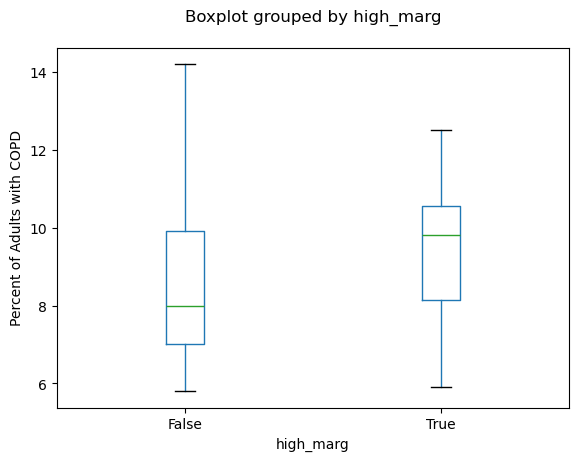 Boxplot grouped by high_marg
14
12
10
8
6
Percent of Adults with COPD
False
True
high_marg